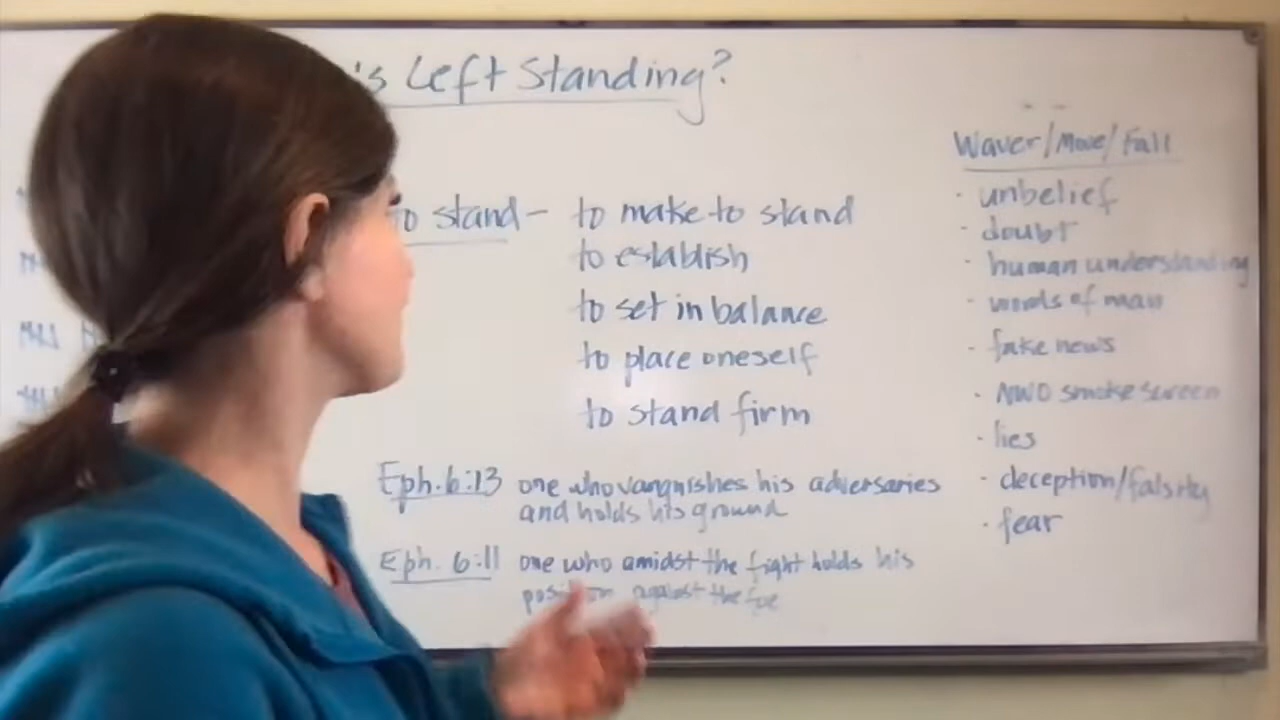 's Left Standing?
to stand - to make to stand
to establish
to set in balance
to place oneself
to stand firm
Eph. 6:13 one who vanquishes his adversaries
and holds his ground
Eph. 6:11 one who amidst the fight holds his
position against the foe
Waver/Move/Fall
· unbelief
· doubt
· human understanding
· words of man
· fake news
· NWO smoke screen
· lies
· deception/falsity
· fear